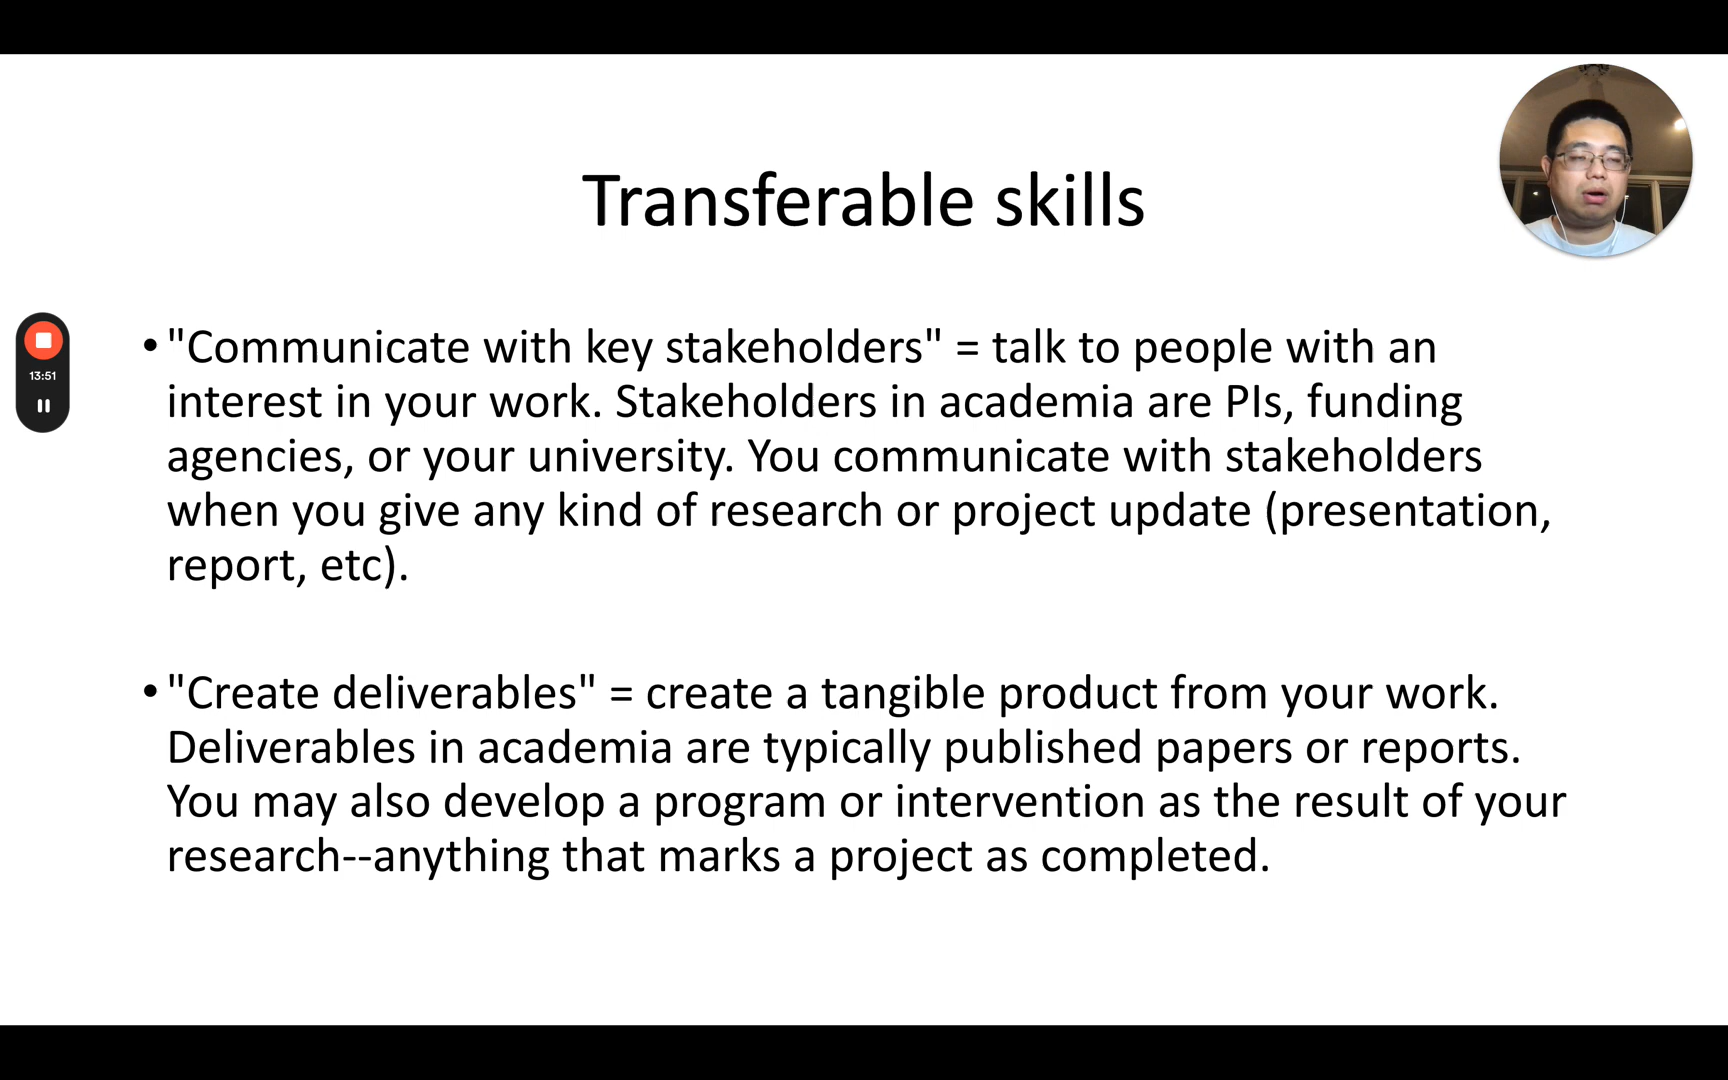 Transferable skills
13:51
• "Communicate with key stakeholders" = talk to people with an
interest in your work. Stakeholders in academia are PIs, funding
agencies, or your university. You communicate with stakeholders
when you give any kind of research or project update (presentation,
report, etc).
• "Create deliverables" = create a tangible product from your work.
Deliverables in academia are typically published papers or reports.
You may also develop a program or intervention as the result of your
research--anything that marks a project as completed.